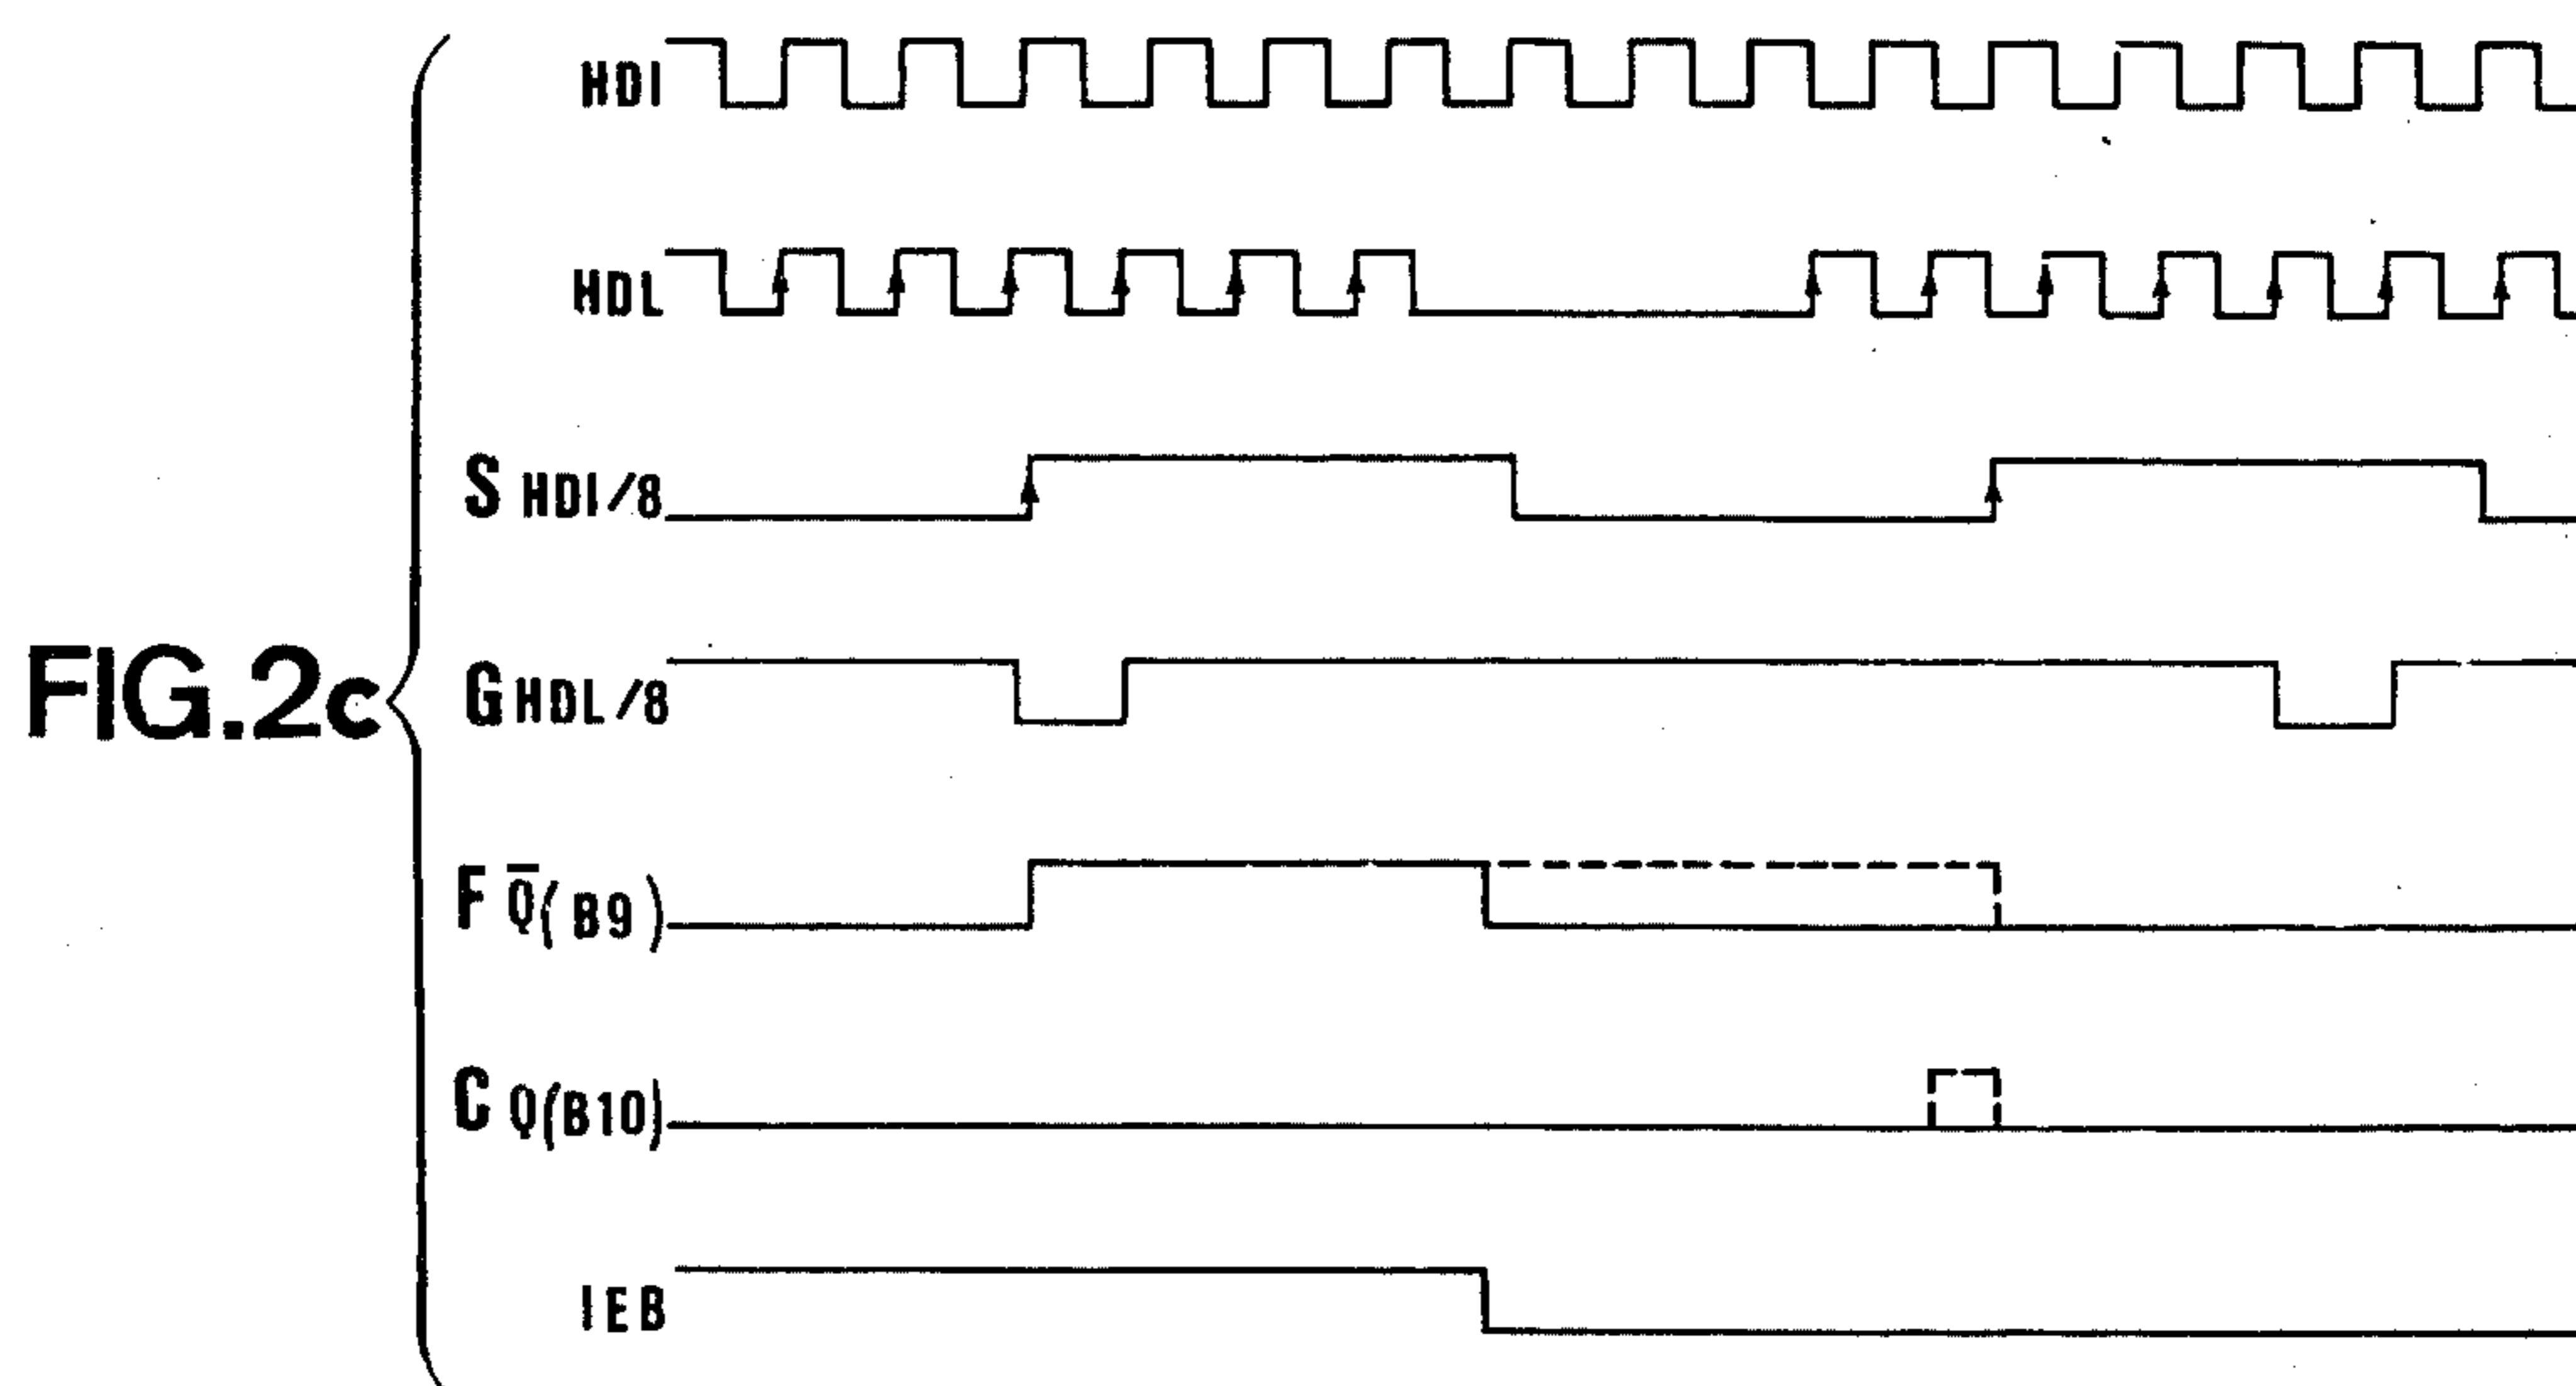 HDI
HDL
S HDI/8
FIG.2c
G HDL/8
F Q̄(B9)
C Q(B10)
IEB